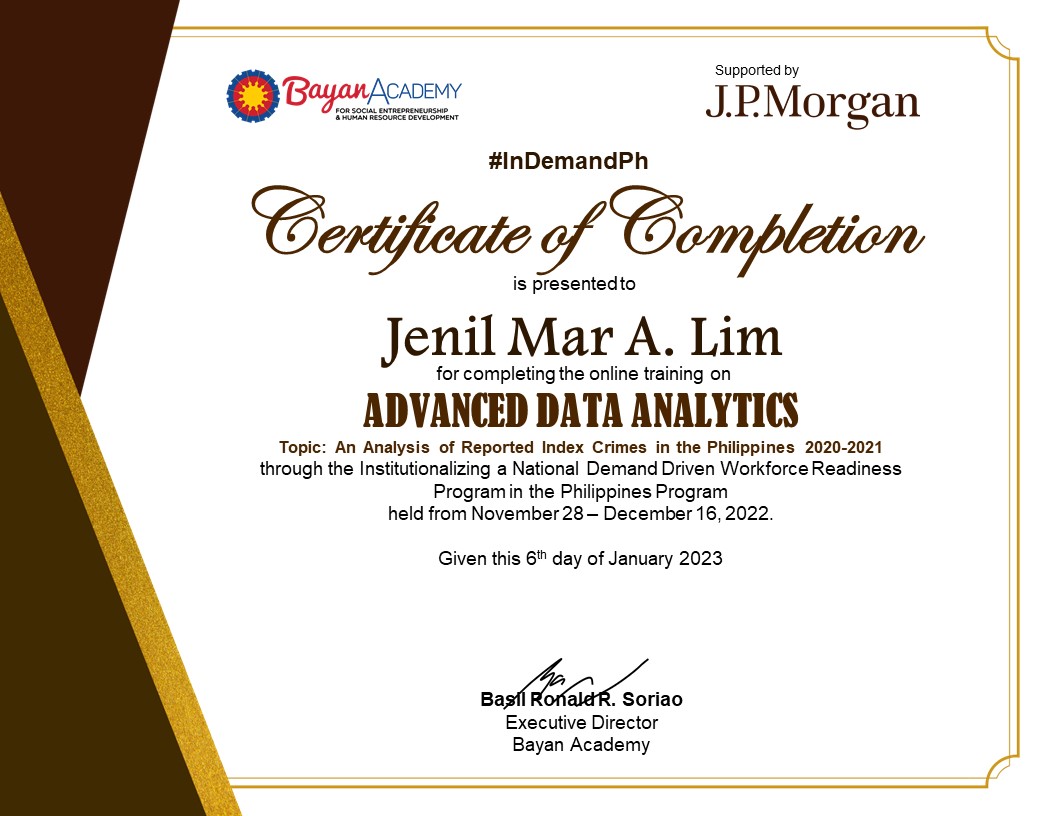 Bayan Academy
FOR SOCIAL ENTREPRENEURSHIP
& HUMAN RESOURCE DEVELOPMENT
Supported by
J.P.Morgan
#InDemandPh
Certificate of Completion
is presented to
Jenil Mar A. Lim
for completing the online training on
ADVANCED DATA ANALYTICS
Topic: An Analysis of Reported Index Crimes in the Philippines 2020-2021
through the Institutionalizing a National Demand Driven Workforce Readiness
Program in the Philippines Program
held from November 28 – December 16, 2022.
Given this 6th day of January 2023
Basil Ronald R. Soriao
Executive Director
Bayan Academy